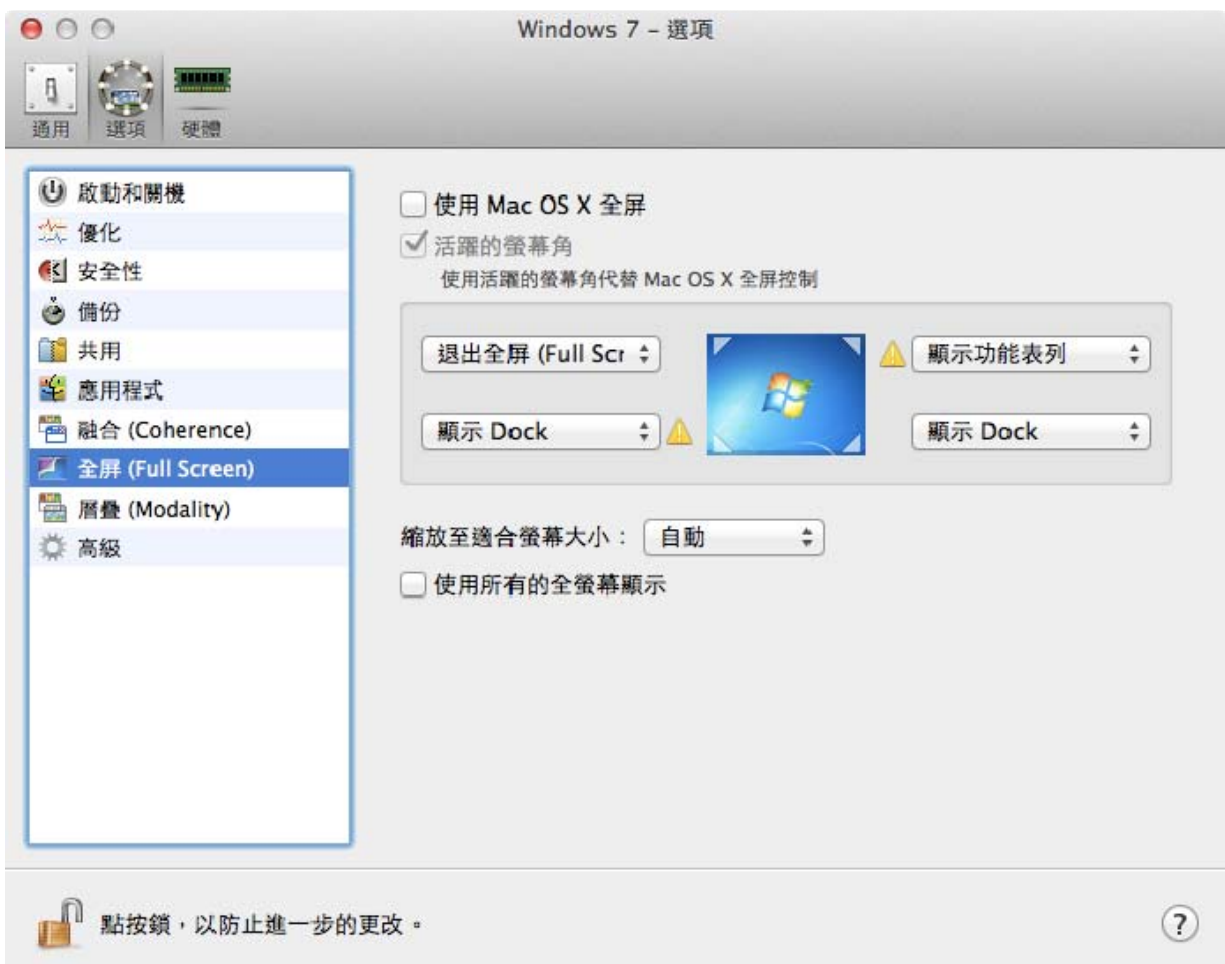 Windows 7 – 選項
通用
選項
硬體
啟動和關機
優化
安全性
備份
共用
應用程式
融合 (Coherence)
全屏 (Full Screen)
層疊 (Modality)
高級
使用 Mac OS X 全屏
活躍的螢幕角
使用活躍的螢幕角代替 Mac OS X 全屏控制
退出全屏 (Full Scr
顯示功能表列
顯示 Dock
顯示 Dock
縮放至適合螢幕大小：
自動
使用所有的全螢幕顯示
點按鎖，以防止進一步的更改。
?